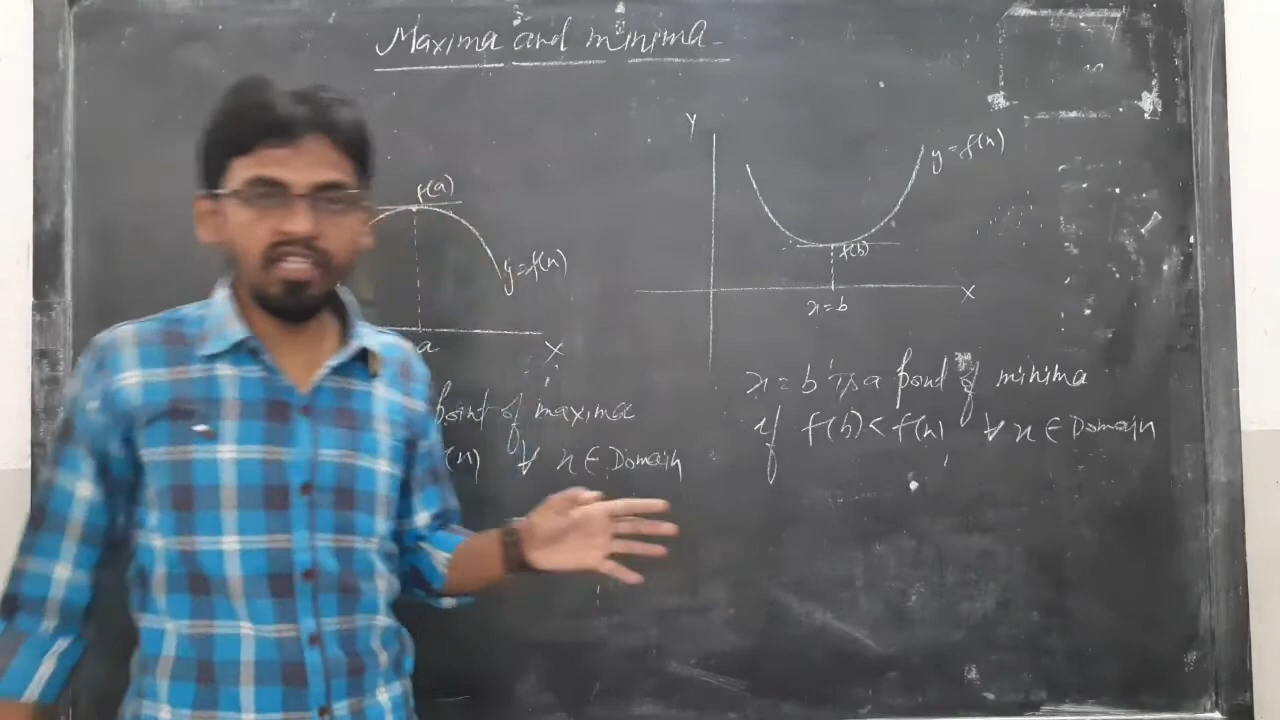 Maxima and minima
f(a)
y=f(x)
a
X
point of maxima
(x) ∀ x ∈ Domain
Y
y=f(x)
f(b)
x=b
X
x=b is a point of minima
if f(b)<f(x) ∀ x ∈ Domain